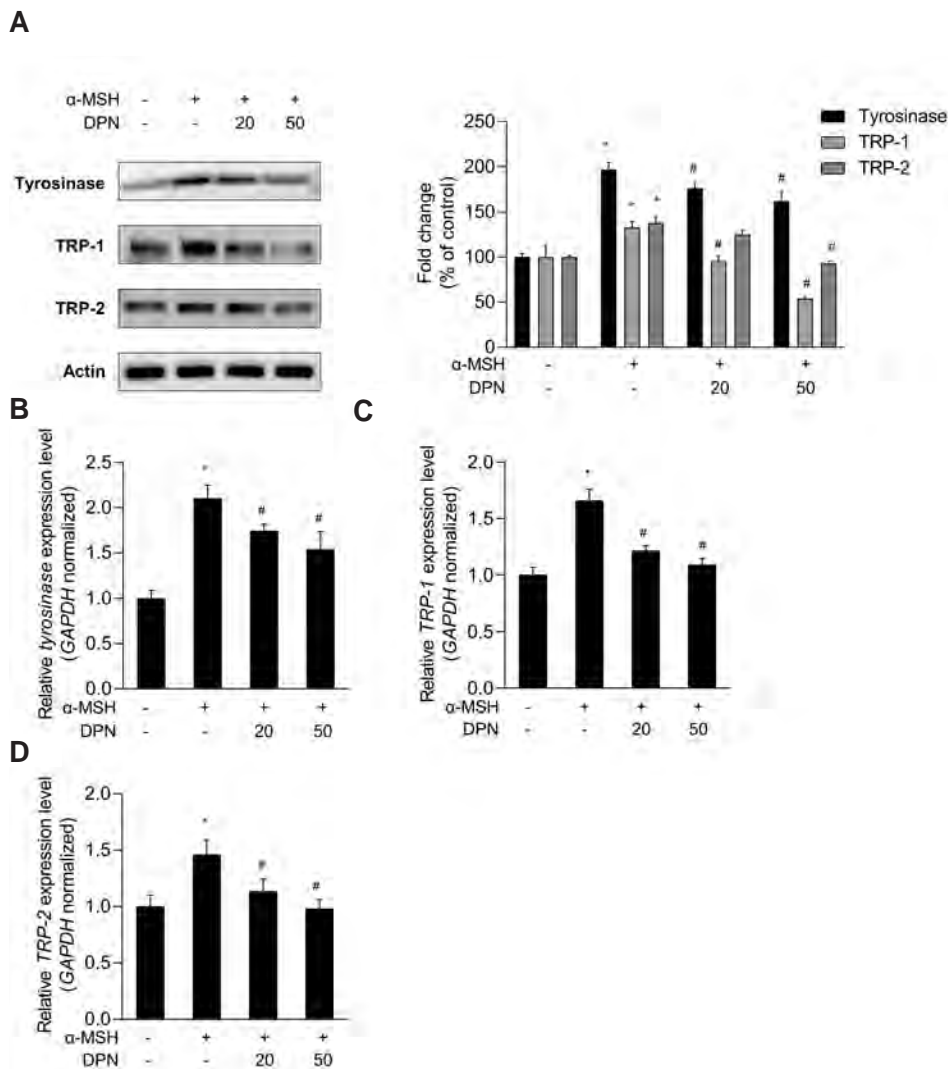 A
α-MSH - + + +
DPN - - 20 50
Tyrosinase
TRP-1
TRP-2
Actin
Tyrosinase
TRP-1
TRP-2
Fold change
(% of control)
250
200
150
100
50
0
* * *
# #
# # #
α-MSH - + + +
DPN - - 20 50
B
Relative tyrosinase expression level
(GAPDH normalized)
2.5
2.0
1.5
1.0
0.5
0.0
* # #
α-MSH - + + +
DPN - - 20 50
C
Relative TRP-1 expression level
(GAPDH normalized)
2.0
1.5
1.0
0.5
0.0
* # #
α-MSH - + + +
DPN - - 20 50
D
Relative TRP-2 expression level
(GAPDH normalized)
2.0
1.5
1.0
0.5
0.0
* # #
α-MSH - + + +
DPN - - 20 50